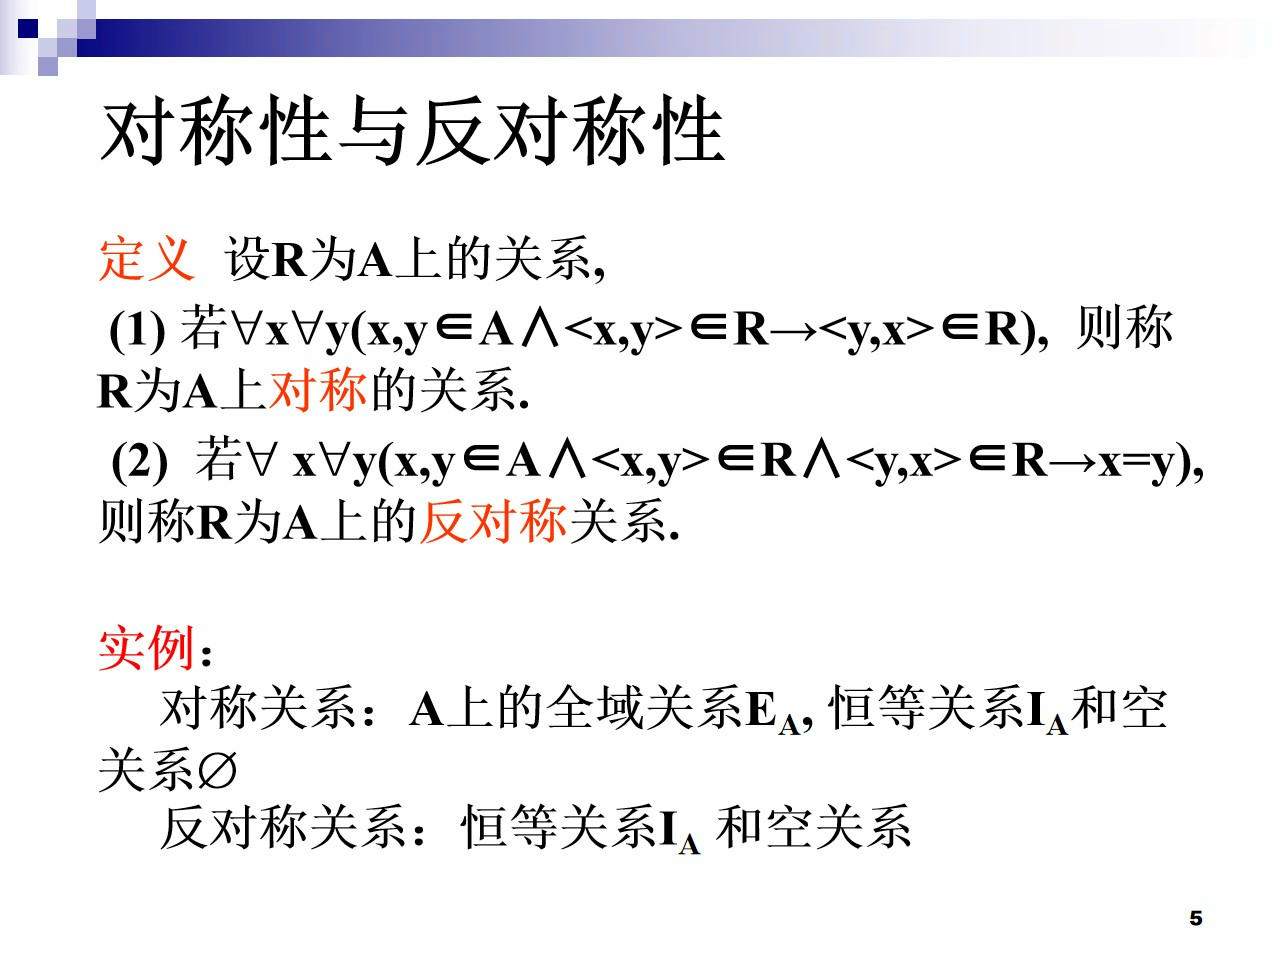 对称性与反对称性
定义 设R为A上的关系,
(1) 若∀x∀y(x,y∈A∧<x,y>∈R→<y,x>∈R), 则称
R为A上对称的关系.
(2) 若∀ x∀y(x,y∈A∧<x,y>∈R∧<y,x>∈R→x=y),
则称R为A上的反对称关系.
实例：
对称关系：A上的全域关系E_A, 恒等关系I_A和空
关系∅
反对称关系：恒等关系I_A 和空关系
5